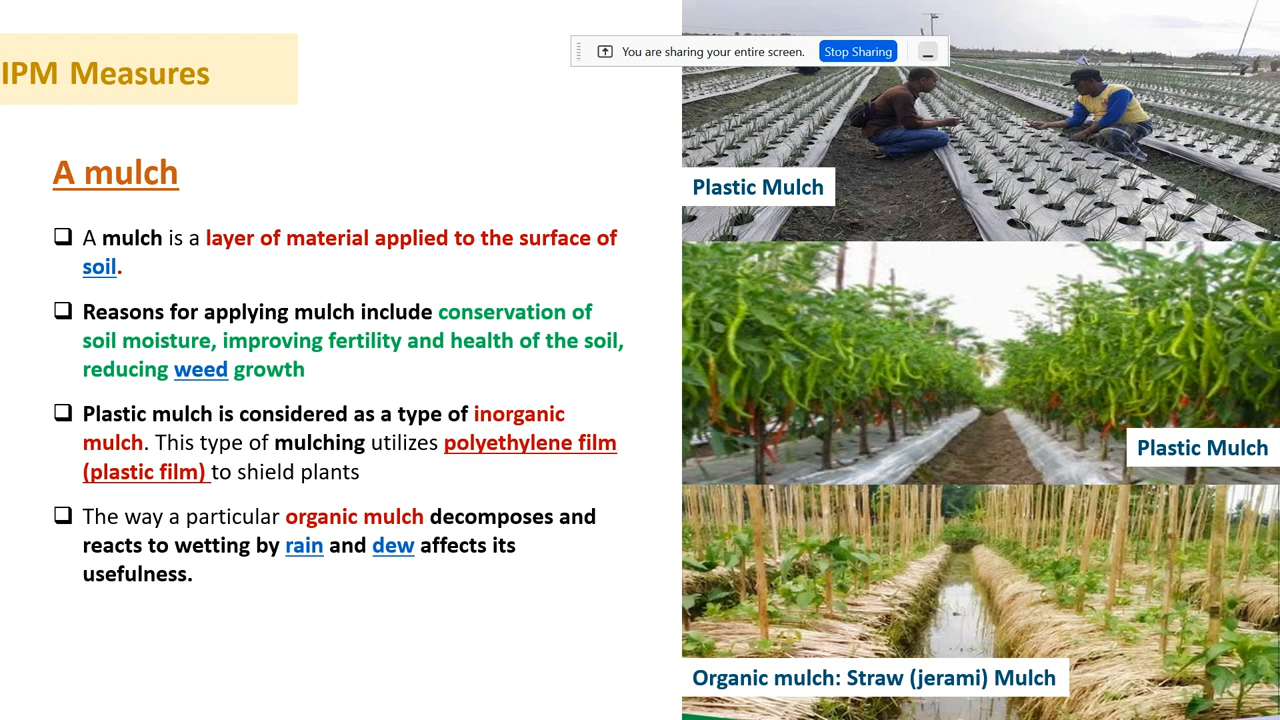 IPM Measures
You are sharing your entire screen.
Stop Sharing
A mulch
A mulch is a layer of material applied to the surface of
soil.
Reasons for applying mulch include conservation of
soil moisture, improving fertility and health of the soil,
reducing weed growth
Plastic mulch is considered as a type of inorganic
mulch. This type of mulching utilizes polyethylene film
(plastic film) to shield plants
The way a particular organic mulch decomposes and
reacts to wetting by rain and dew affects its
usefulness.
Plastic Mulch
Plastic Mulch
Organic mulch: Straw (jerami) Mulch